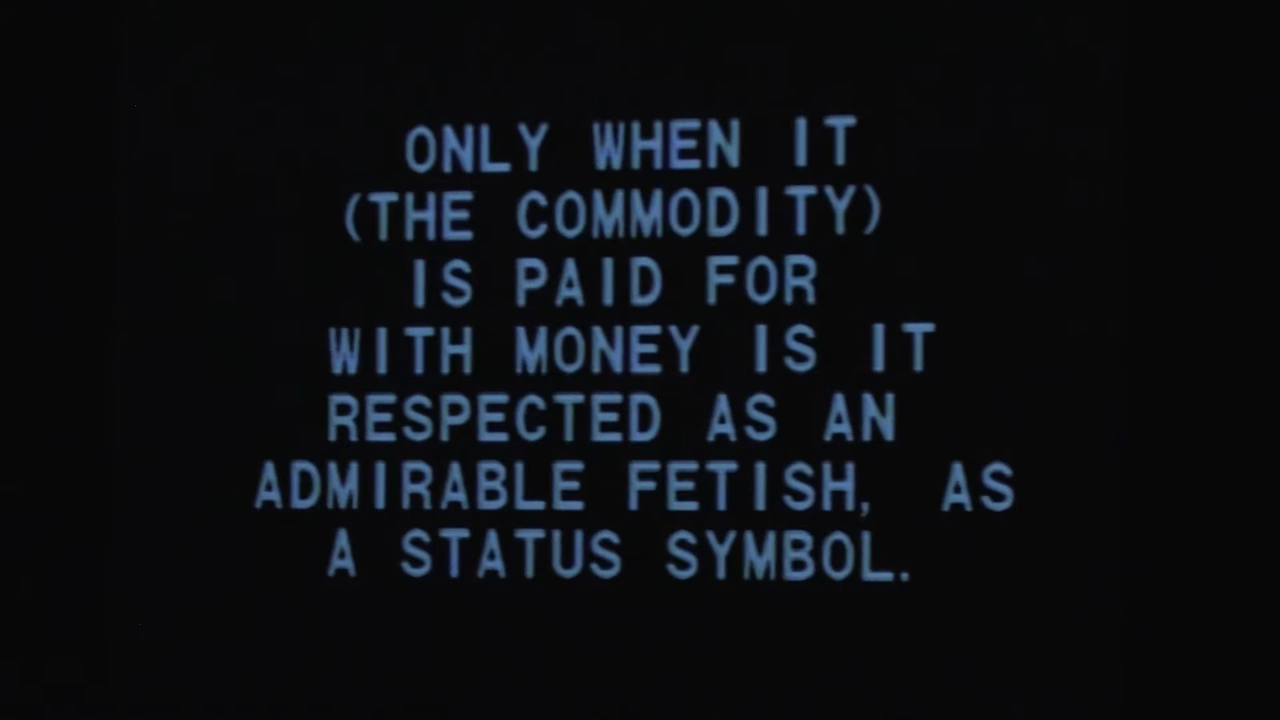 ONLY WHEN IT
(THE COMMODITY)
IS PAID FOR
WITH MONEY IS IT
RESPECTED AS AN
ADMIRABLE FETISH, AS
A STATUS SYMBOL.